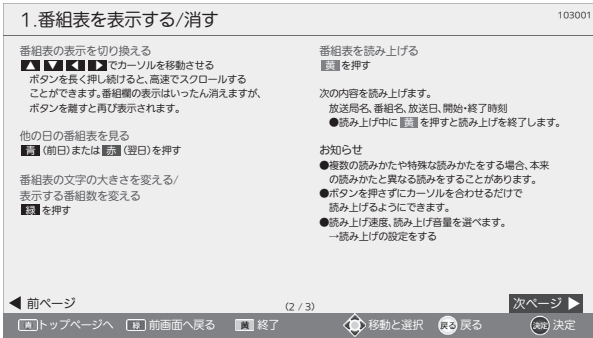 1.番組表を表示する/消す
103001
番組表の表示を切り換える
▲ ▼ ◀ ▶ でカーソルを移動させる
ボタンを長く押し続けると、高速でスクロールする
ことができます。番組欄の表示はいったん消えますが、
ボタンを離すと再び表示されます。
他の日の番組表を見る
青 (前日)または 赤 (翌日)を押す
番組表の文字の大きさを変える/
表示する番組数を変える
緑 を押す
番組表を読み上げる
黄 を押す
次の内容を読み上げます。
放送局名、番組名、放送日、開始・終了時刻
●読み上げ中に 黄 を押すと読み上げを終了します。
お知らせ
●複数の読みかたや特殊な読みかたをする場合、本来
の読みかたと異なる読みをすることがあります。
●ボタンを押さずにカーソルを合わせるだけで
読み上げるようにできます。
●読み上げ速度、読み上げ音量を選べます。
→読み上げの設定をする
◀ 前ページ
(2 / 3)
次ページ ▶
青 トップページへ 緑 前画面へ戻る 黄 終了 移動と選択 戻る 戻る 決定 決定